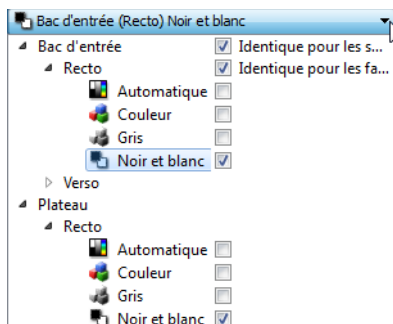 Bac d'entrée (Recto) Noir et blanc
Bac d'entrée Identique pour les s...
Recto Identique pour les fa...
Automatique
Couleur
Gris
Noir et blanc
Verso
Plateau
Recto
Automatique
Couleur
Gris
Noir et blanc